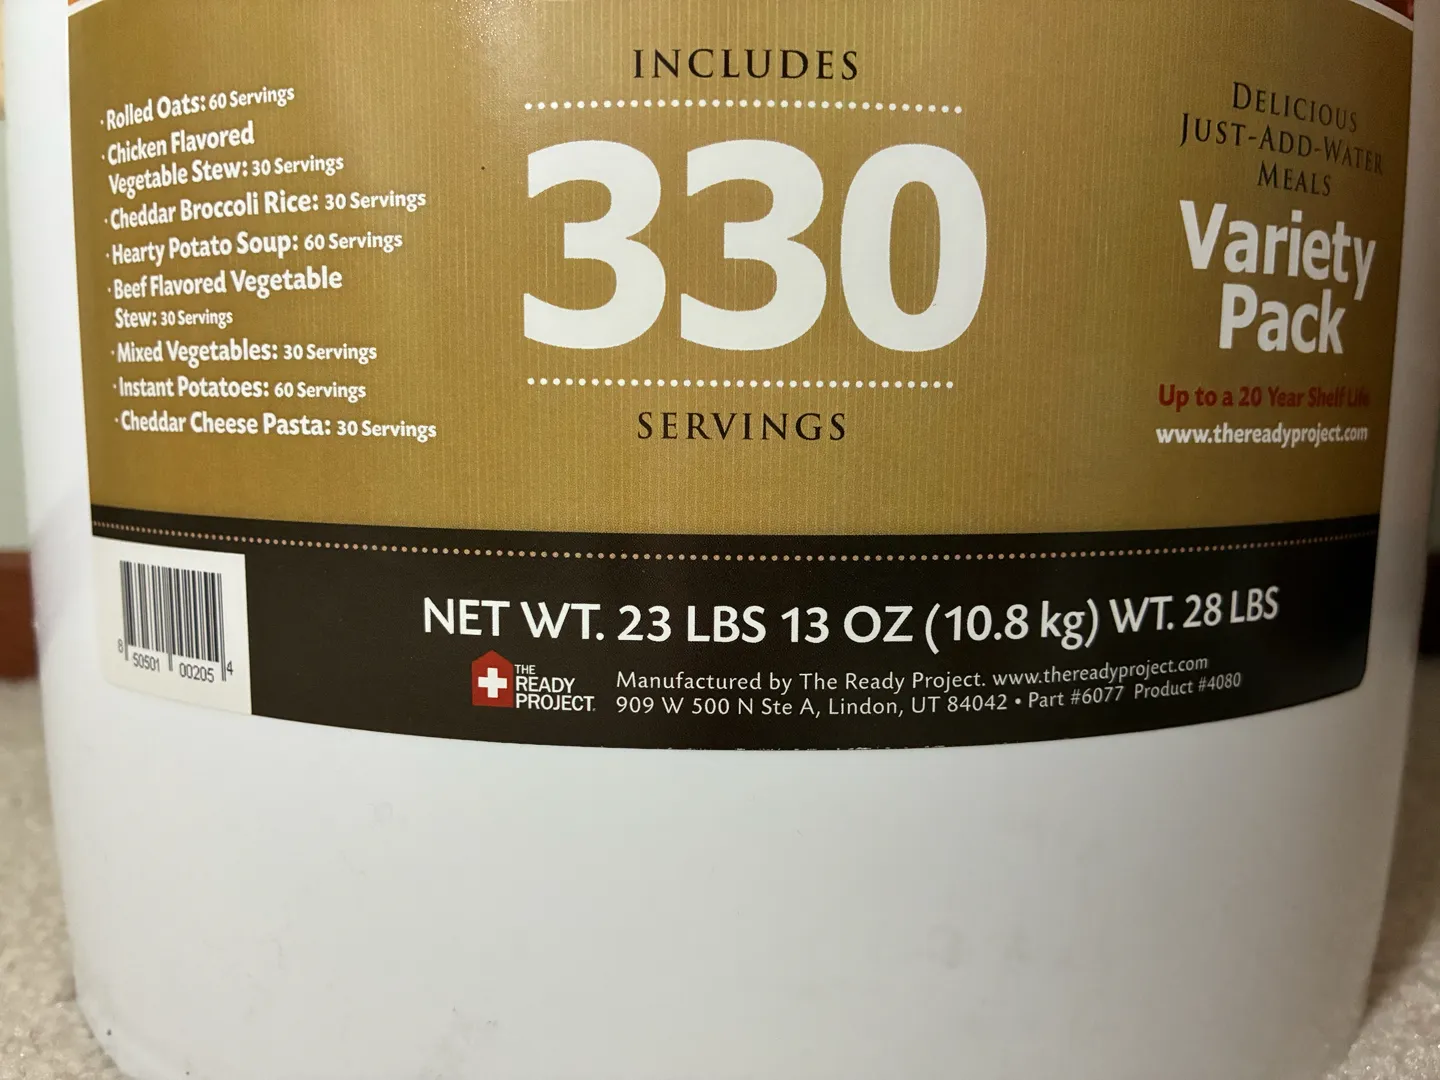 · Rolled Oats: 60 Servings
· Chicken Flavored
Vegetable Stew: 30 Servings
· Cheddar Broccoli Rice: 30 Servings
· Hearty Potato Soup: 60 Servings
· Beef Flavored Vegetable
Stew: 30 Servings
· Mixed Vegetables: 30 Servings
· Instant Potatoes: 60 Servings
· Cheddar Cheese Pasta: 30 Servings
INCLUDES
330
SERVINGS
DELICIOUS
JUST-ADD-WATER
MEALS
Variety
Pack
Up to a 20 Year Shelf Life
www.thereadyproject.com
8 50501 00205 4
NET WT. 23 LBS 13 OZ (10.8 kg) WT. 28 LBS
THE
READY
PROJECT.
Manufactured by The Ready Project. www.thereadyproject.com
909 W 500 N Ste A, Lindon, UT 84042 • Part #6077 Product #4080